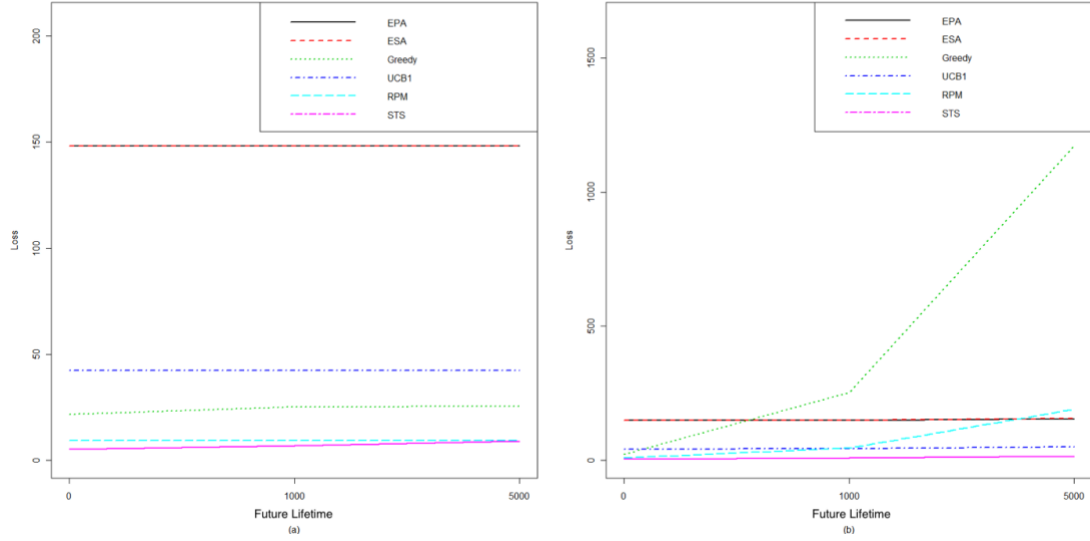 EPA
ESA
Greedy
UCB1
RPM
STS
200
150
100
50
0
Loss
0
1000
5000
Future Lifetime
(a)
EPA
ESA
Greedy
UCB1
RPM
STS
1500
1000
500
0
Loss
0
1000
5000
Future Lifetime
(b)